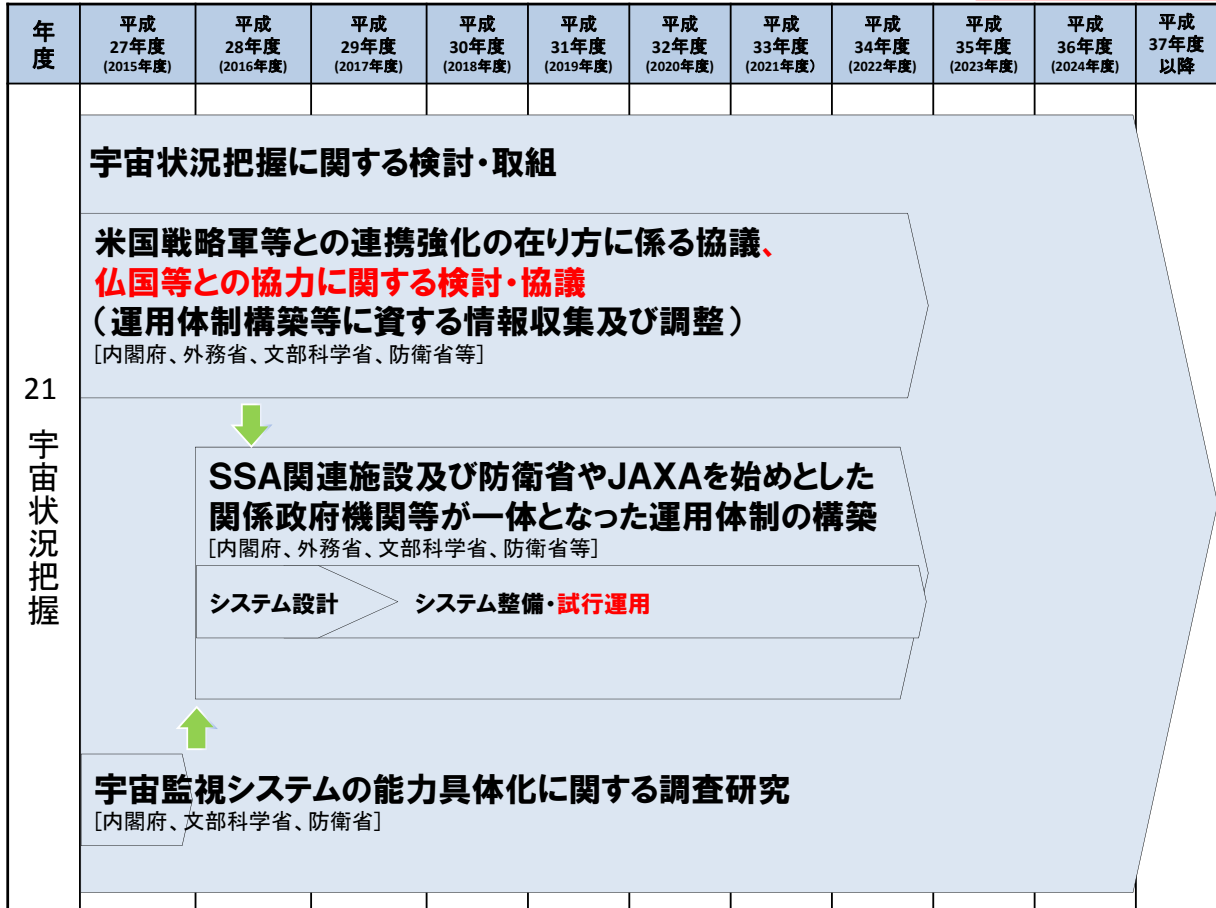 年度
平成
27年度
(2015年度)
平成
28年度
(2016年度)
平成
29年度
(2017年度)
平成
30年度
(2018年度)
平成
31年度
(2019年度)
平成
32年度
(2020年度)
平成
33年度
(2021年度)
平成
34年度
(2022年度)
平成
35年度
(2023年度)
平成
36年度
(2024年度)
平成
37年度
以降
21 宇宙状況把握
宇宙状況把握に関する検討・取組
米国戦略軍等との連携強化の在り方に係る協議、
仏国等との協力に関する検討・協議
(運用体制構築等に資する情報収集及び調整)
[内閣府、外務省、文部科学省、防衛省等]
SSA関連施設及び防衛省やJAXAを始めとした
関係政府機関等が一体となった運用体制の構築
[内閣府、外務省、文部科学省、防衛省等]
システム設計
システム整備・試行運用
宇宙監視システムの能力具体化に関する調査研究
[内閣府、文部科学省、防衛省]